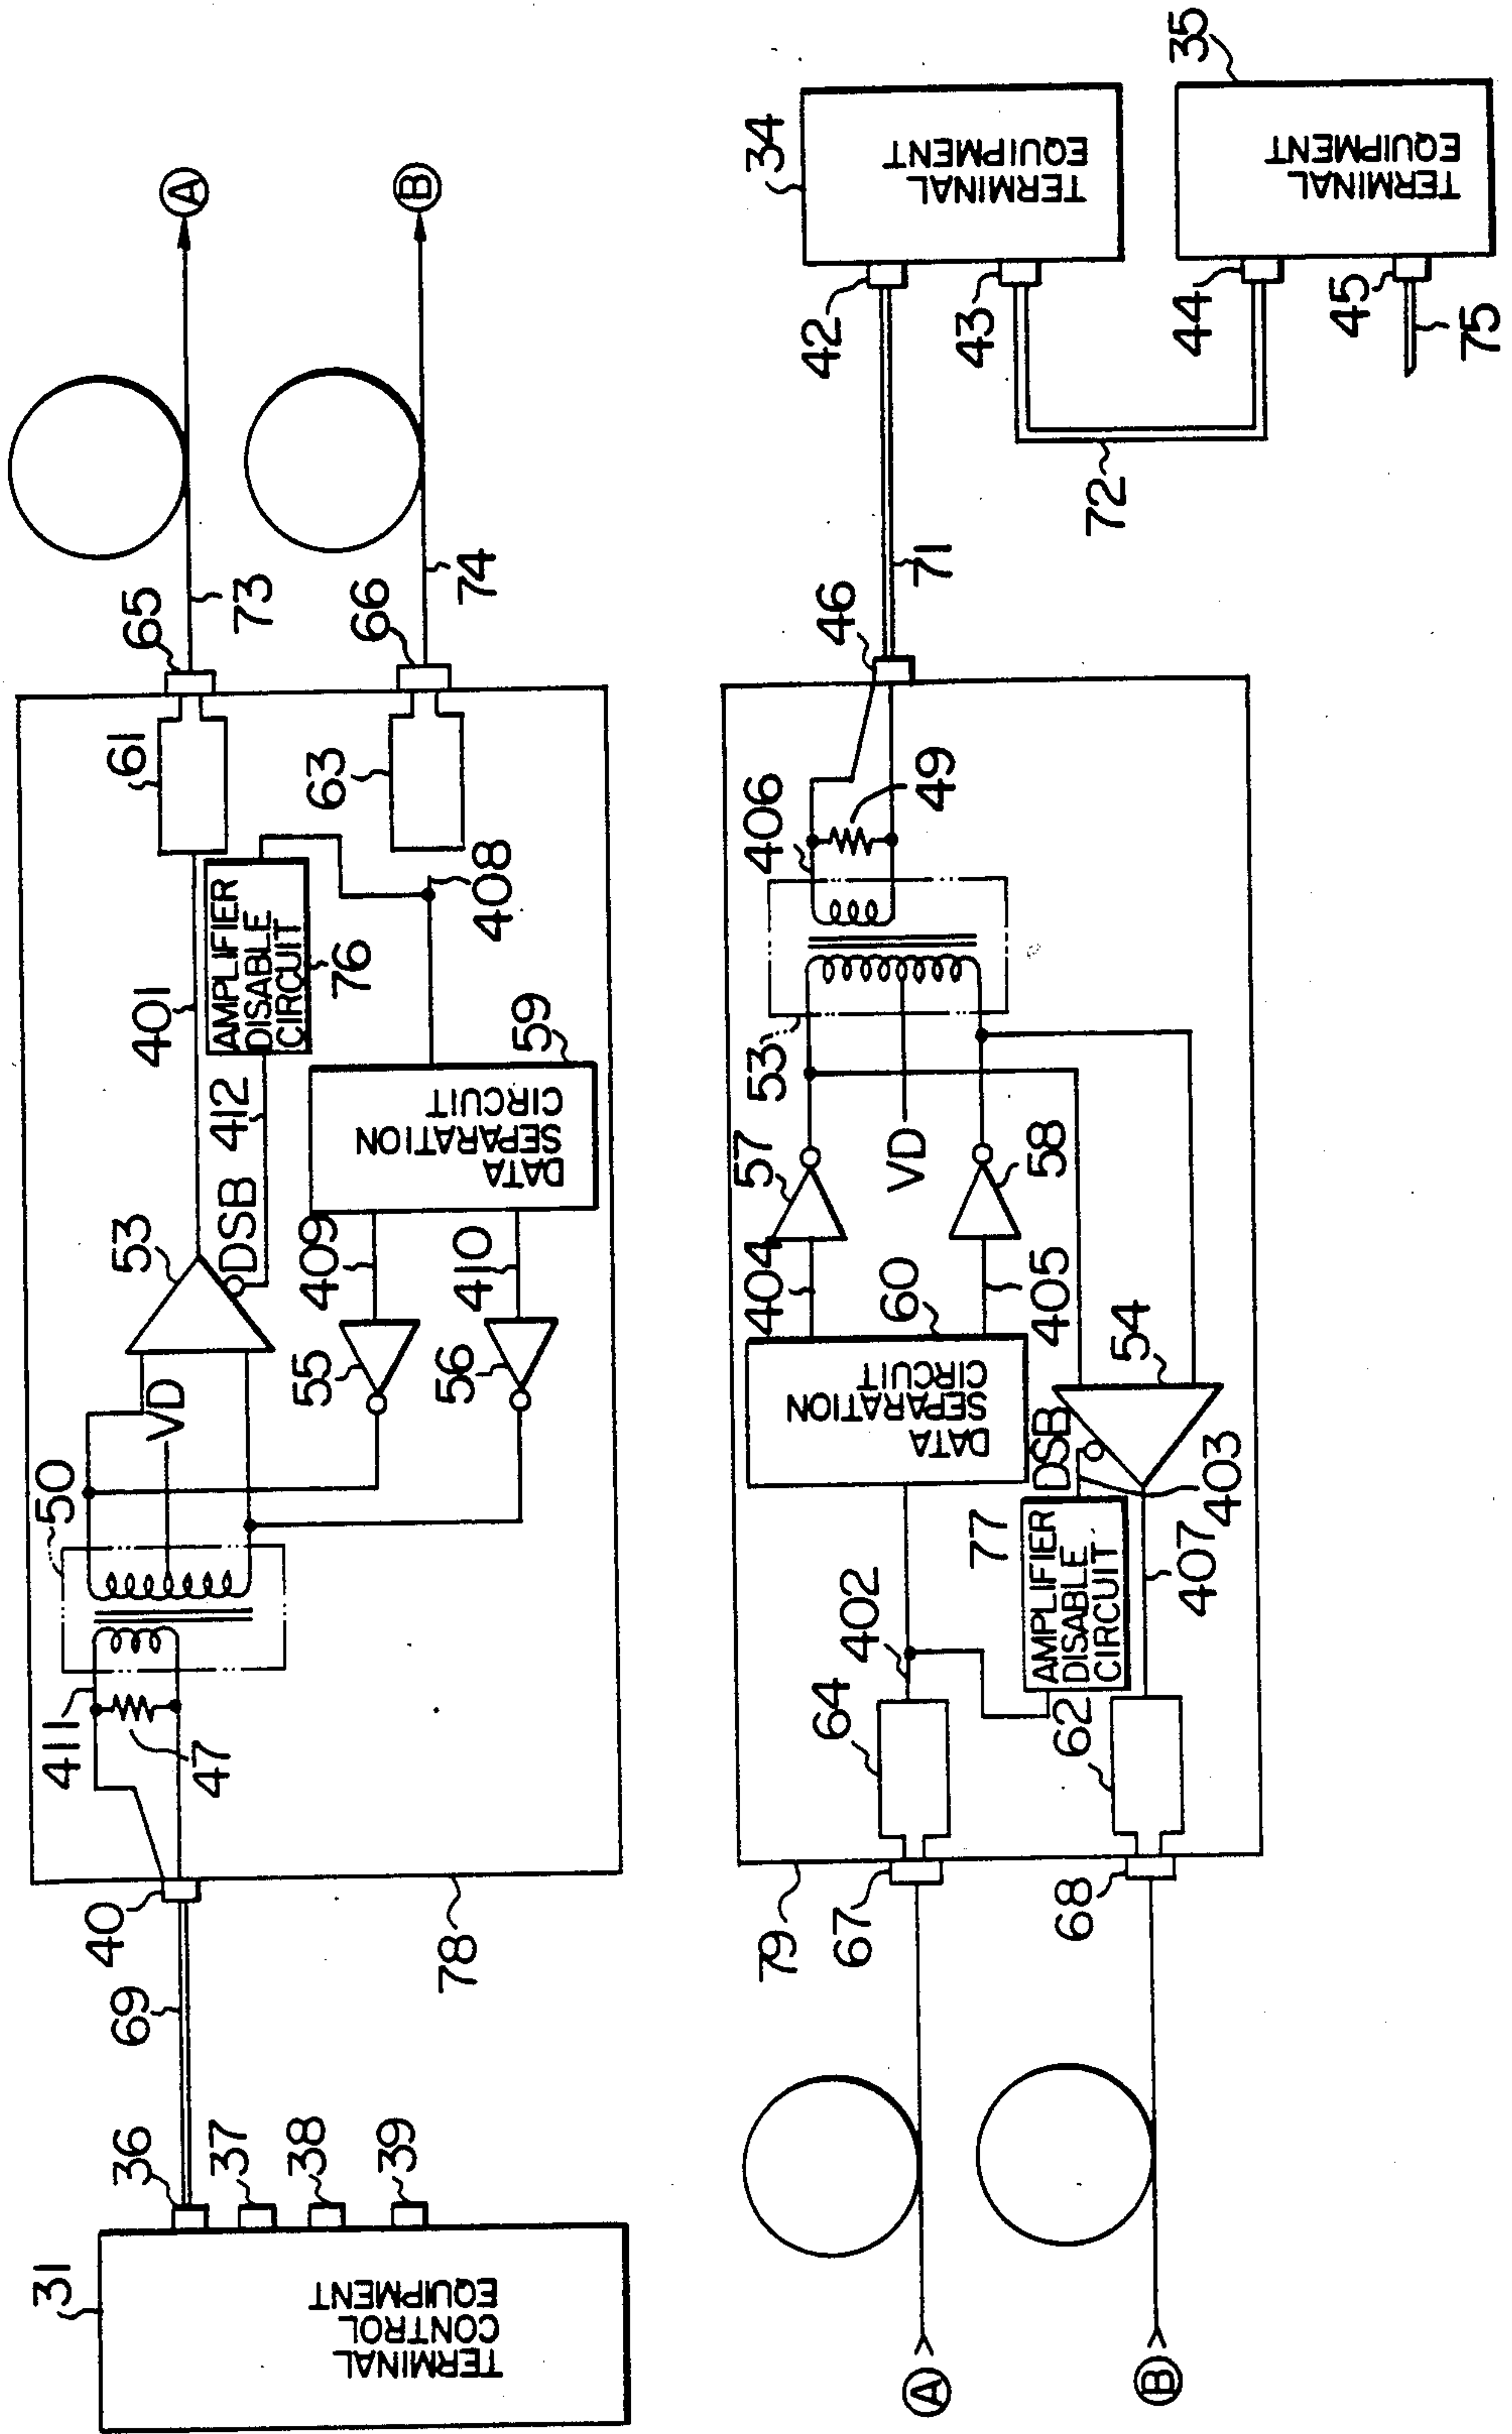 31
TERMINAL
CONTROL
EQUIPMENT
36
37
38
39
69
40
78
411
47
50
VD
53
DSB
412
401
55
56
409
410
DATA
SEPARATION
CIRCUIT
59
AMPLIFIER
DISABLE
CIRCUIT
76
408
61
63
65
66
73
74
A
B
A
B
67
68
79
64
62
402
AMPLIFIER
DISABLE
CIRCUIT
77
407
403
DSB
54
DATA
SEPARATION
CIRCUIT
60
404
405
57
58
VD
53
406
49
46
71
42
43
34
TERMINAL
EQUIPMENT
72
44
45
75
35
TERMINAL
EQUIPMENT